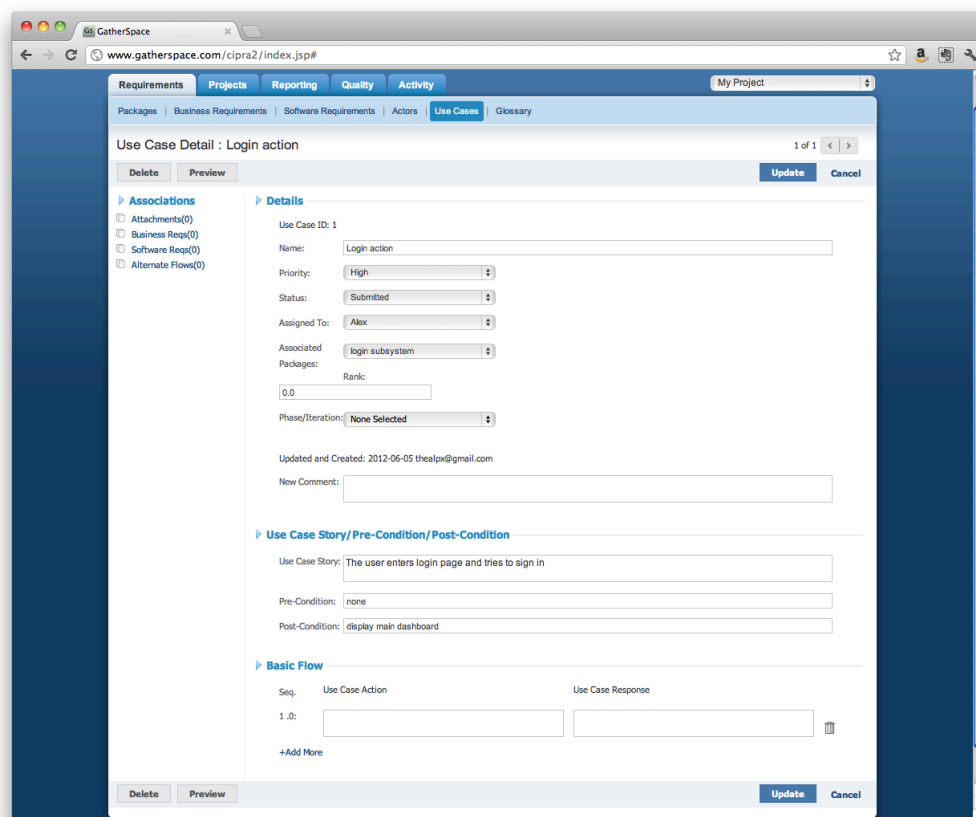 GS GatherSpace
www.gatherspace.com/cipra2/index.jsp#
Requirements Projects Reporting Quality Activity My Project
Packages | Business Requirements | Software Requirements | Actors | Use Cases | Glossary
Use Case Detail : Login action 1 of 1 < | >
Delete Preview Update Cancel
Associations
Attachments(0)
Business Reqs(0)
Software Reqs(0)
Alternate Flows(0)
Details
Use Case ID: 1
Name: Login action
Priority: High
Status: Submitted
Assigned To: Alex
Associated
Packages: login subsystem
Rank:
0.0
Phase/Iteration: None Selected
Updated and Created: 2012-06-05 thealpx@gmail.com
New Comment:
Use Case Story/Pre-Condition/Post-Condition
Use Case Story: The user enters login page and tries to sign in
Pre-Condition: none
Post-Condition: display main dashboard
Basic Flow
Seq. Use Case Action Use Case Response
1 .0:
+Add More
Delete Preview Update Cancel